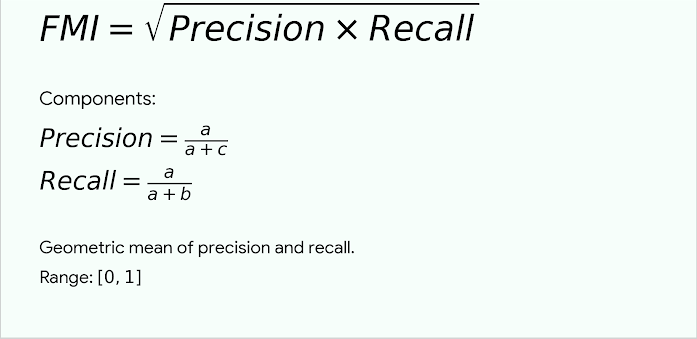 FMI = √Precision × Recall
Components:
Precision = a / a + c
Recall = a / a + b
Geometric mean of precision and recall.
Range: [0, 1]